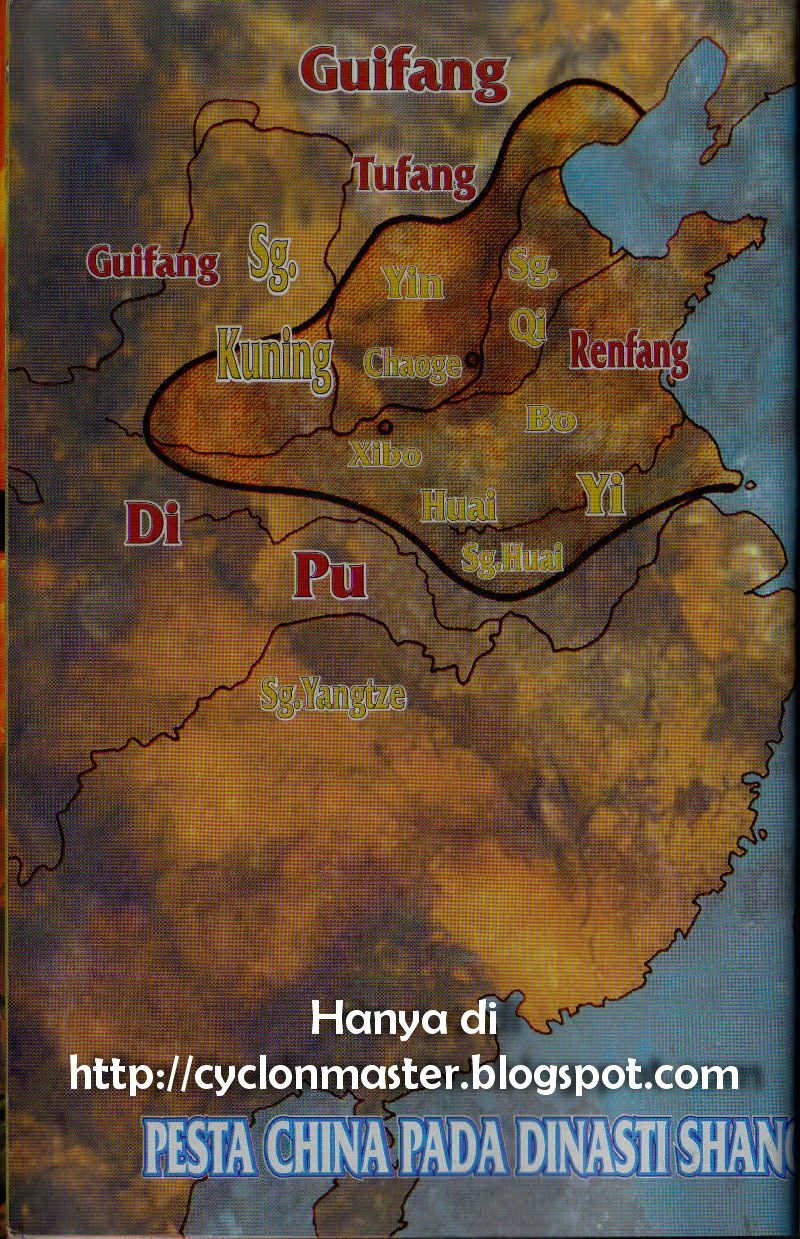 Guifang
Tufang
Guifang
Sg.
Yin
Sg.
Qi
Kuning
Chaoge
Renfang
Bo
Xibo
Huai
Yi
Di
Sg.Huai
Pu
Sg.Yangtze
Hanya di
http://cyclonmaster.blogspot.com
PESTA CHINA PADA DINASTI SHANG